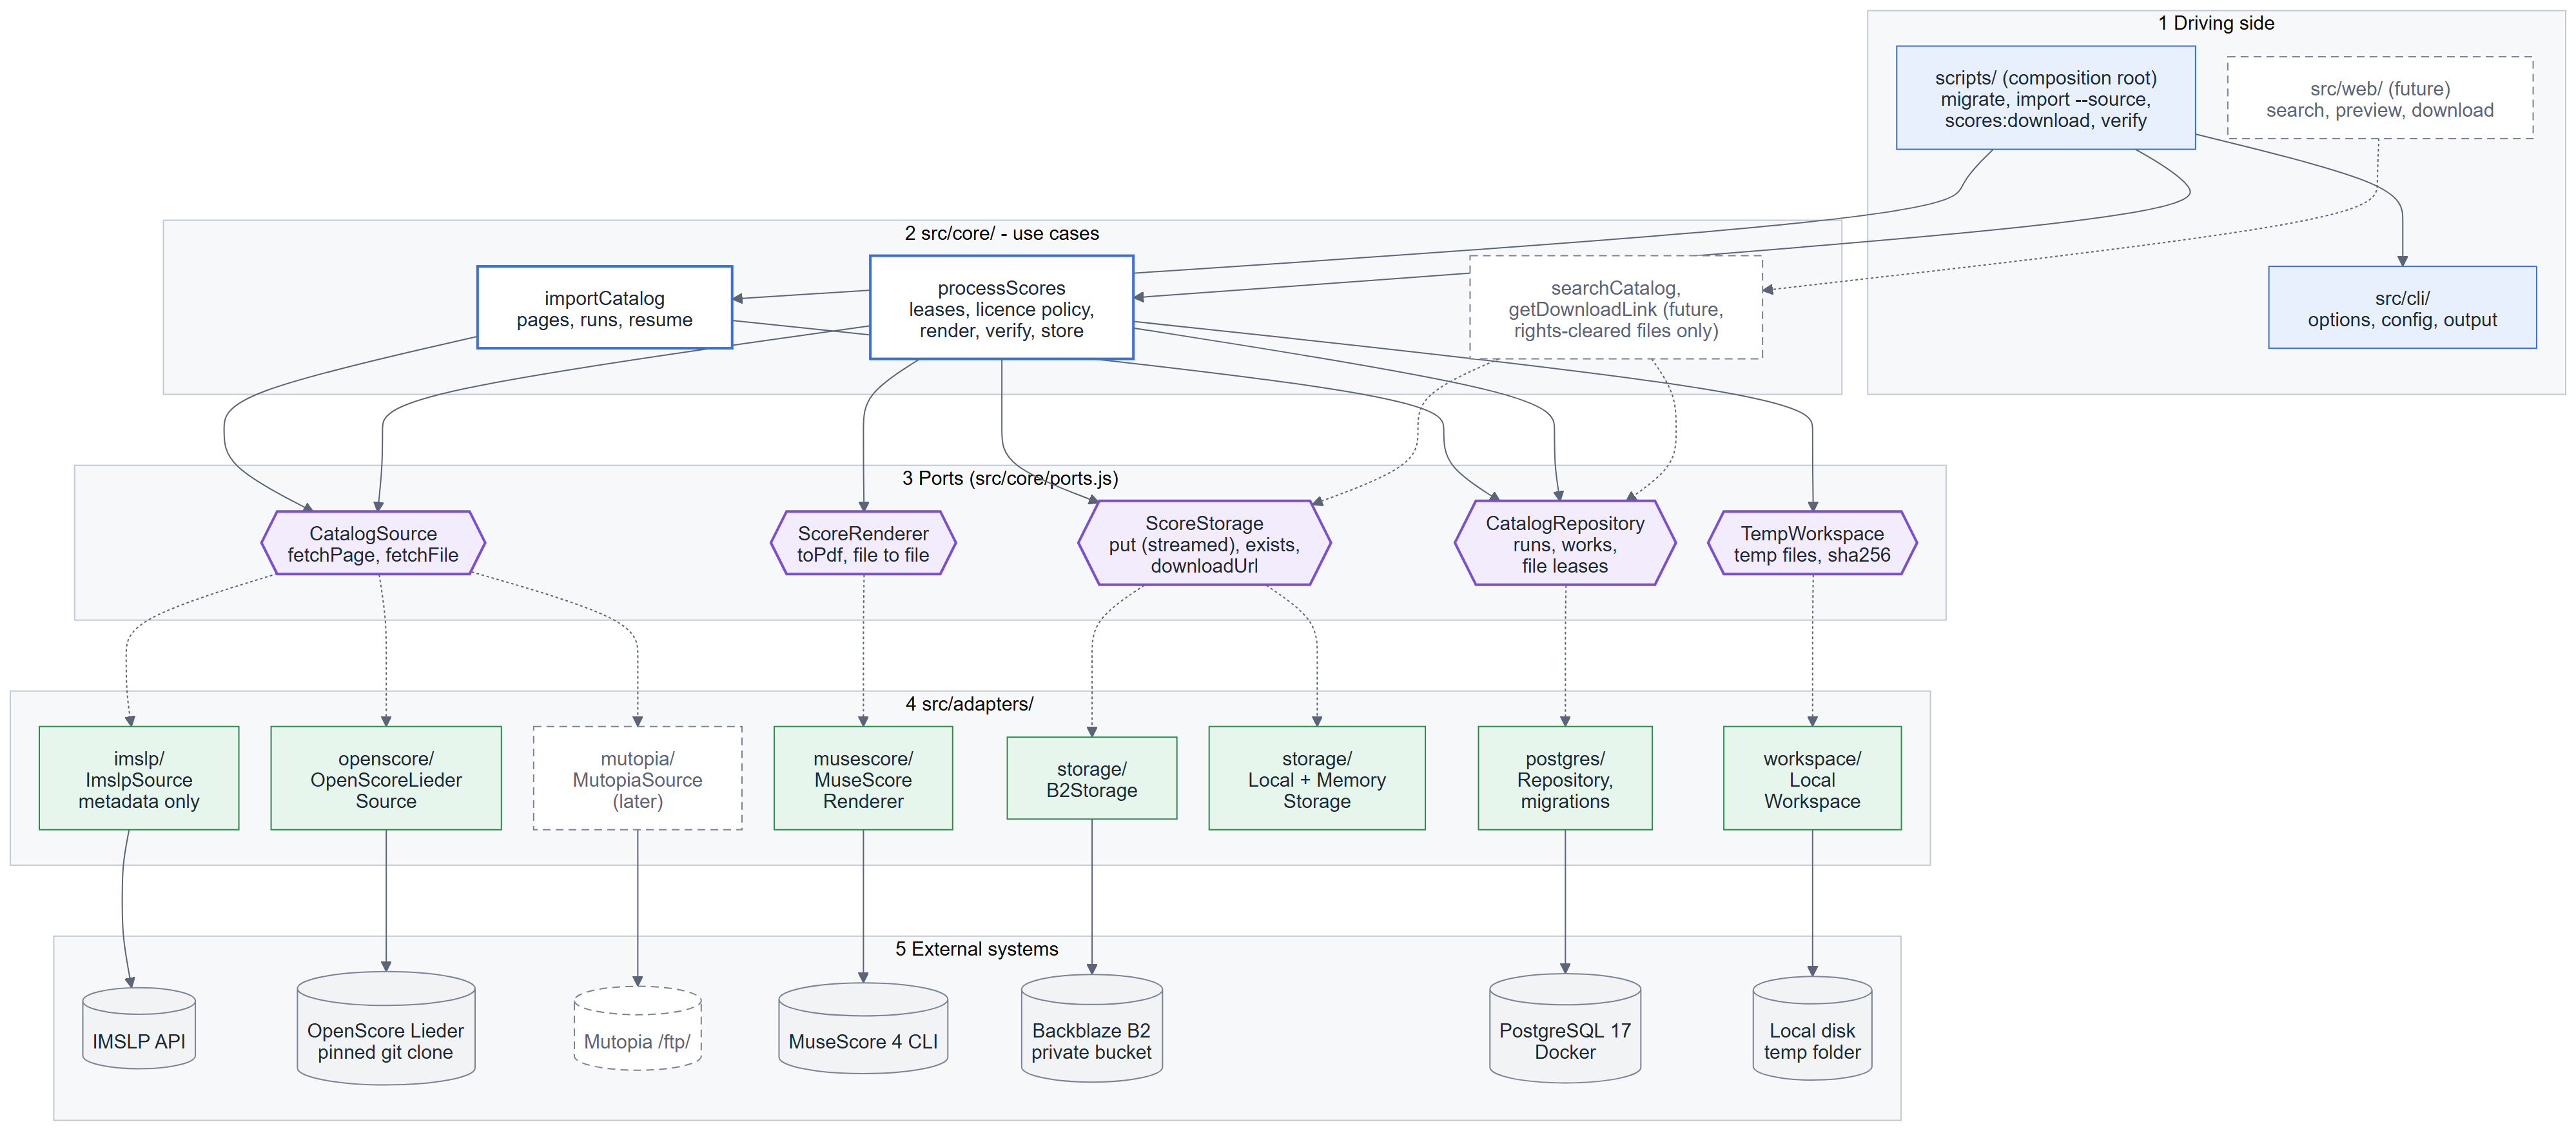 1 Driving side
scripts/ (composition root)
migrate, import --source,
scores:download, verify
src/web/ (future)
search, preview, download
src/cli/
options, config, output
2 src/core/ - use cases
importCatalog
pages, runs, resume
processScores
leases, licence policy,
render, verify, store
searchCatalog,
getDownloadLink (future,
rights-cleared files only)
3 Ports (src/core/ports.js)
CatalogSource
fetchPage, fetchFile
ScoreRenderer
toPdf, file to file
ScoreStorage
put (streamed), exists,
downloadUrl
CatalogRepository
runs, works,
file leases
TempWorkspace
temp files, sha256
4 src/adapters/
imslp/
ImslpSource
metadata only
openscore/
OpenScoreLieder
Source
mutopia/
MutopiaSource
(later)
musescore/
MuseScore
Renderer
storage/
B2Storage
storage/
Local + Memory
Storage
postgres/
Repository,
migrations
workspace/
Local
Workspace
5 External systems
IMSLP API
OpenScore Lieder
pinned git clone
Mutopia /ftp/
MuseScore 4 CLI
Backblaze B2
private bucket
PostgreSQL 17
Docker
Local disk
temp folder